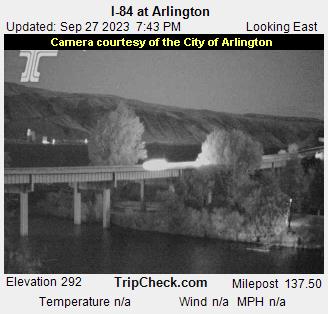 I-84 at Arlington
Updated: Sep 27 2023 7:43 PM Looking East
Camera courtesy of the City of Arlington
Elevation 292 TripCheck.com Milepost 137.50
Temperature n/a Wind n/a MPH n/a